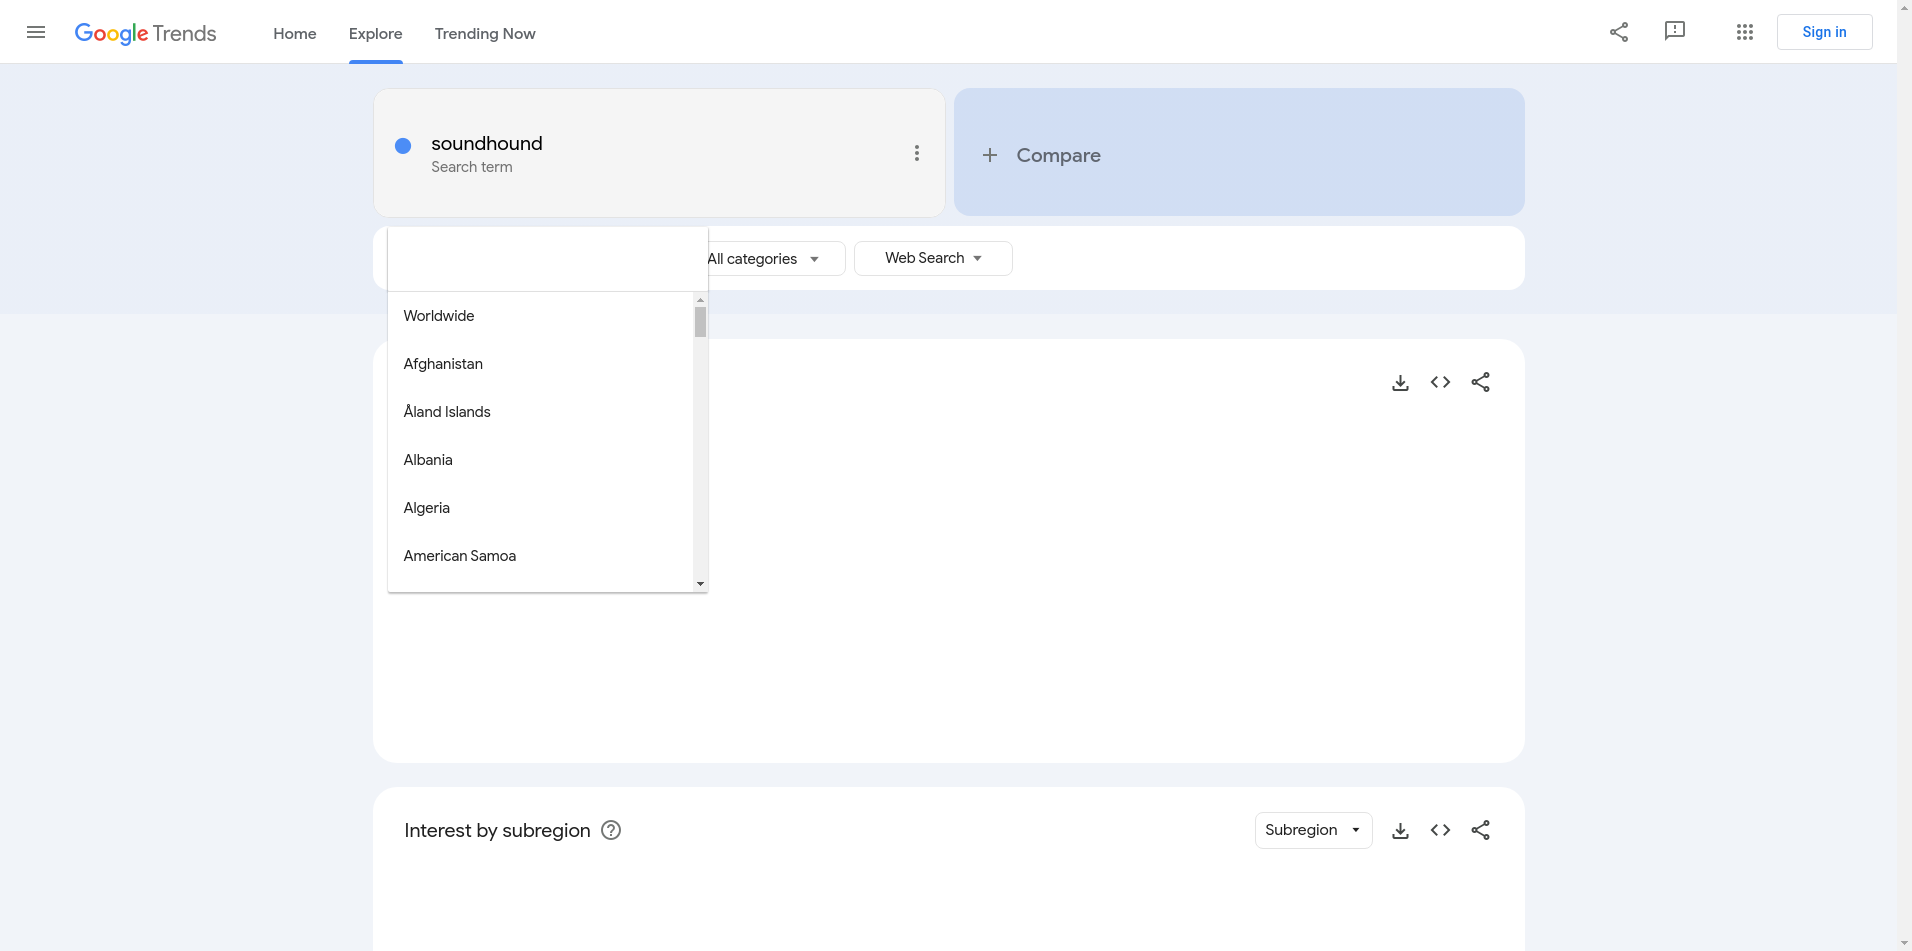 Google Trends
Home
Explore
Trending Now
Sign in
soundhound
Search term
Compare
All categories
Web Search
Worldwide
Afghanistan
Åland Islands
Albania
Algeria
American Samoa
Interest by subregion
Subregion